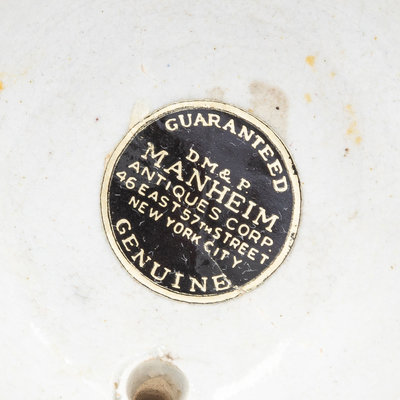 GUARANTEED
D.M & P
MANHEIM
ANTIQUES CORP.
46 EAST 57TH STREET
NEW YORK CITY
GENUINE